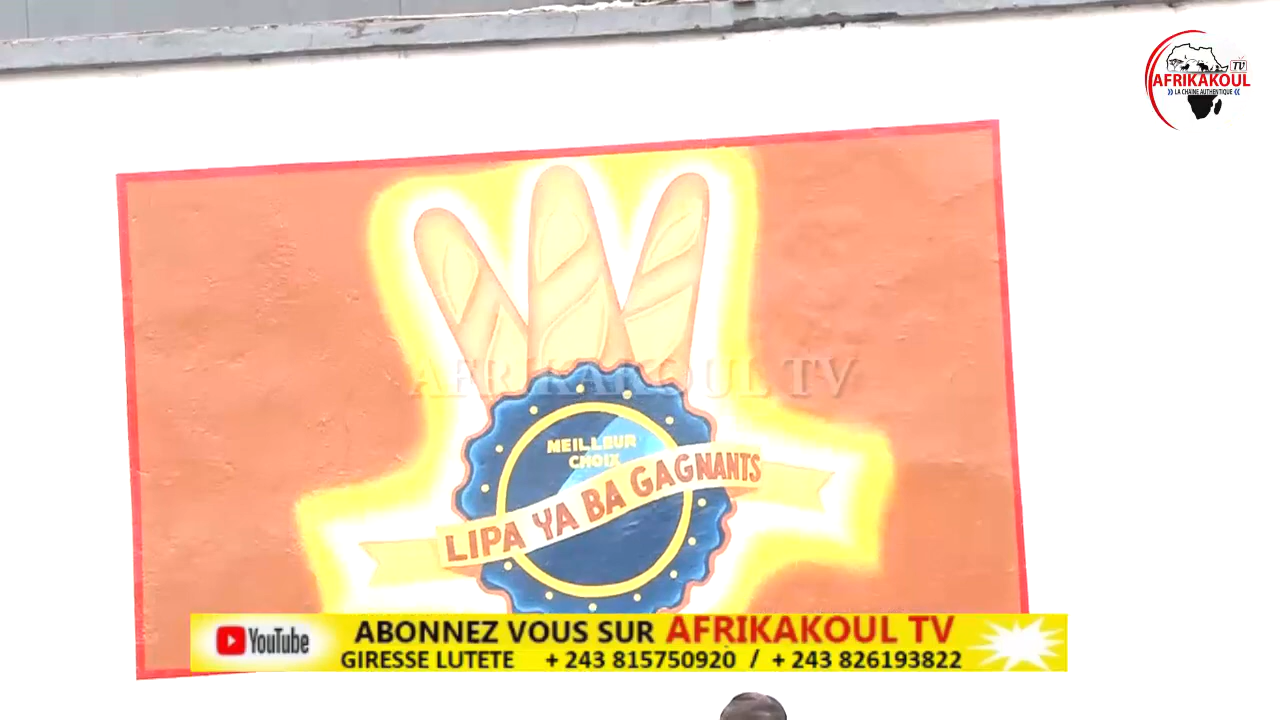 TV
AFRIKAKOUL
» LA CHAINE AUTHENTIQUE «
AFRIKAKOUL TV
MEILLEUR
CHOIX
LIPA YA BA GAGNANTS
YouTube
ABONNEZ VOUS SUR AFRIKAKOUL TV
GIRESSE LUTETE + 243 815750920 / + 243 826193822